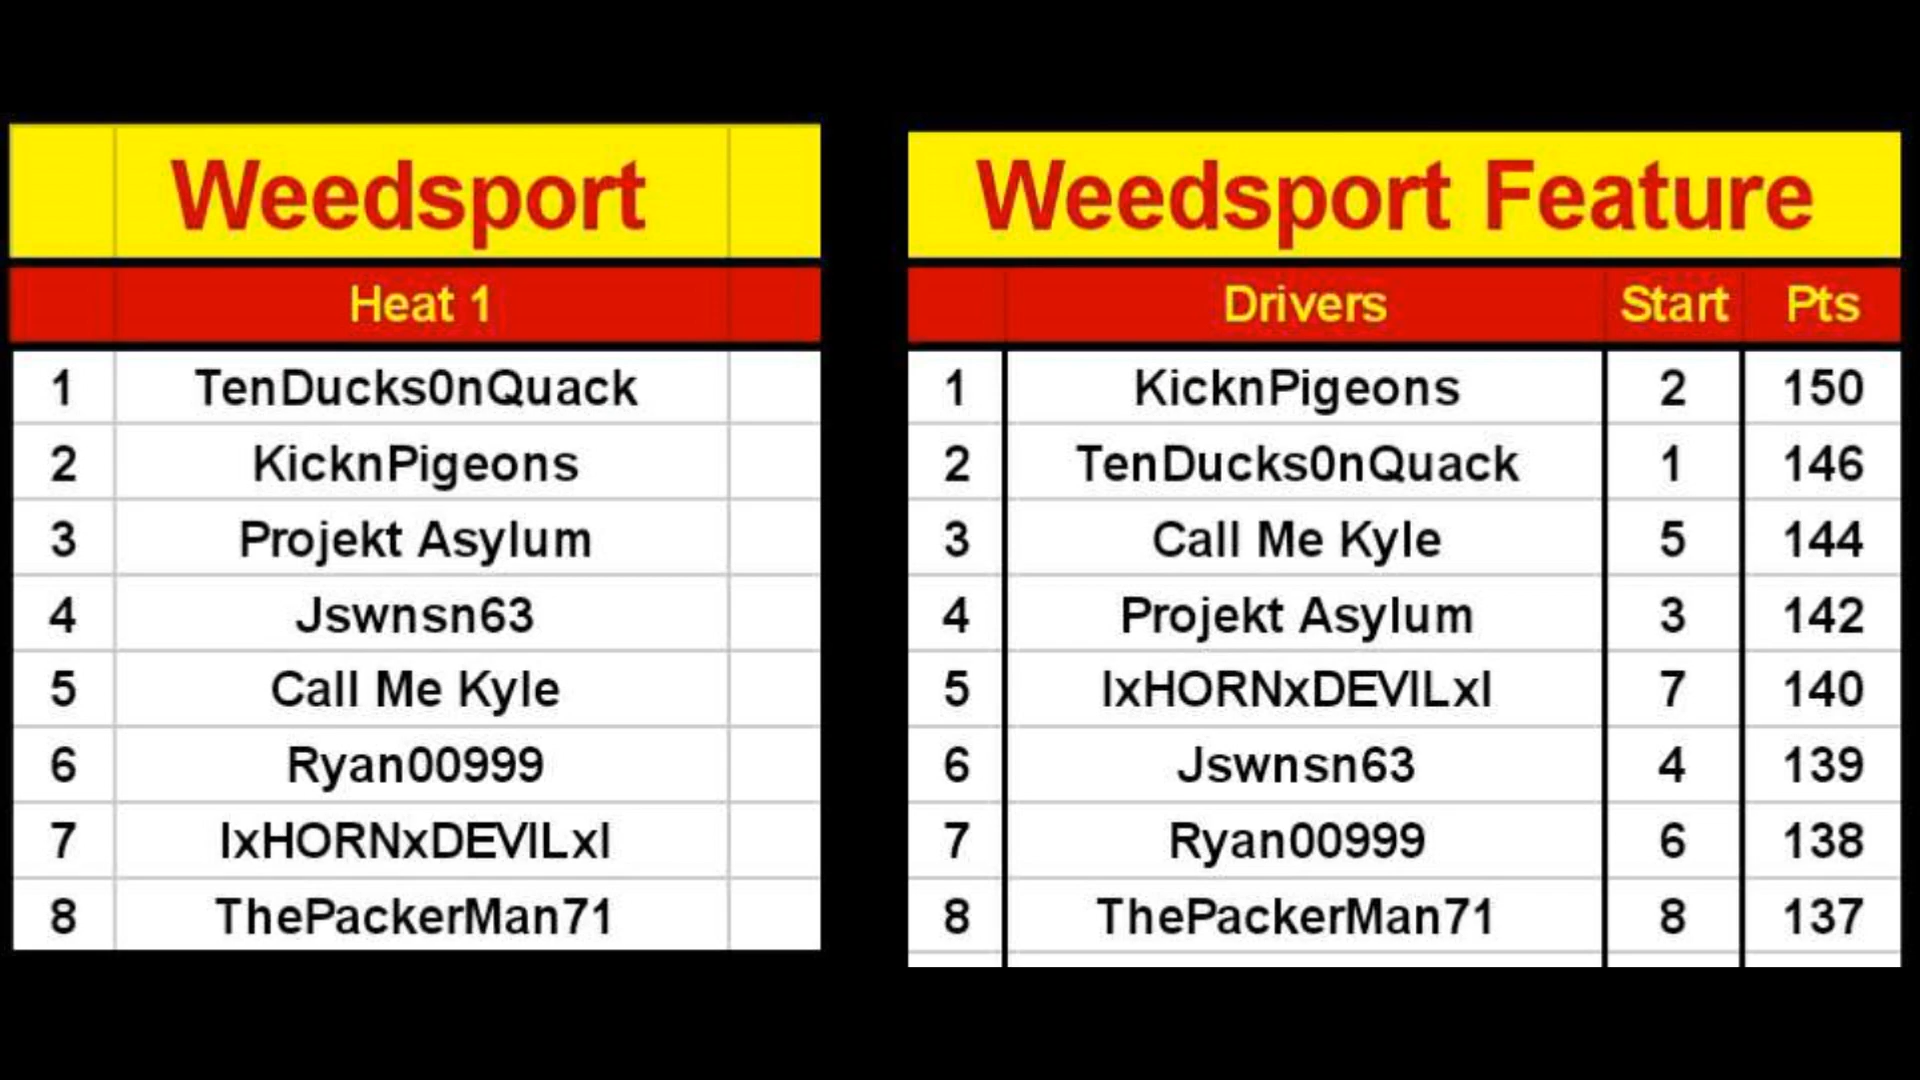 Weedsport
Heat 1
1 TenDucks0nQuack
2 KicknPigeons
3 Projekt Asylum
4 Jswnsn63
5 Call Me Kyle
6 Ryan00999
7 IxHORNxDEVILxI
8 ThePackerMan71
Weedsport Feature
Drivers Start Pts
1 KicknPigeons 2 150
2 TenDucks0nQuack 1 146
3 Call Me Kyle 5 144
4 Projekt Asylum 3 142
5 IxHORNxDEVILxI 7 140
6 Jswnsn63 4 139
7 Ryan00999 6 138
8 ThePackerMan71 8 137